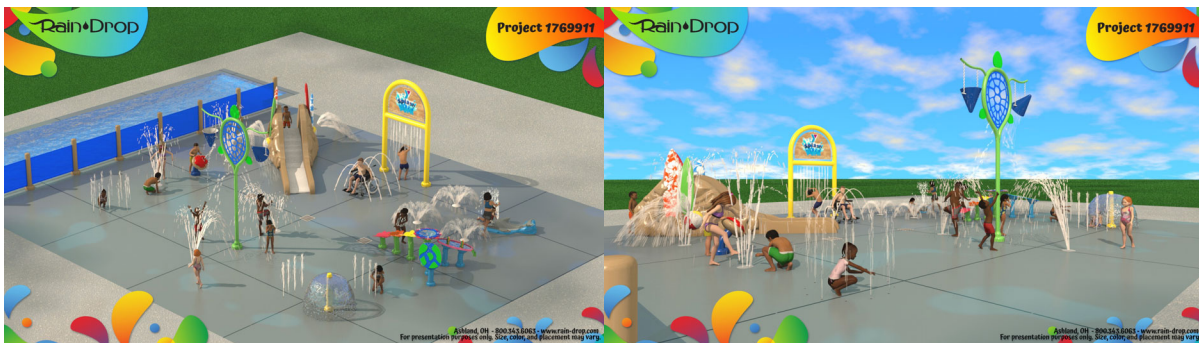 Rain Drop
Project 1769911
Ashland, OH - 800.343.6063 - www.rain-drop.com
For presentation purposes only. Size, color, and placement may vary.
Rain Drop
Project 1769911
Ashland, OH - 800.343.6063 - www.rain-drop.com
For presentation purposes only. Size, color, and placement may vary.